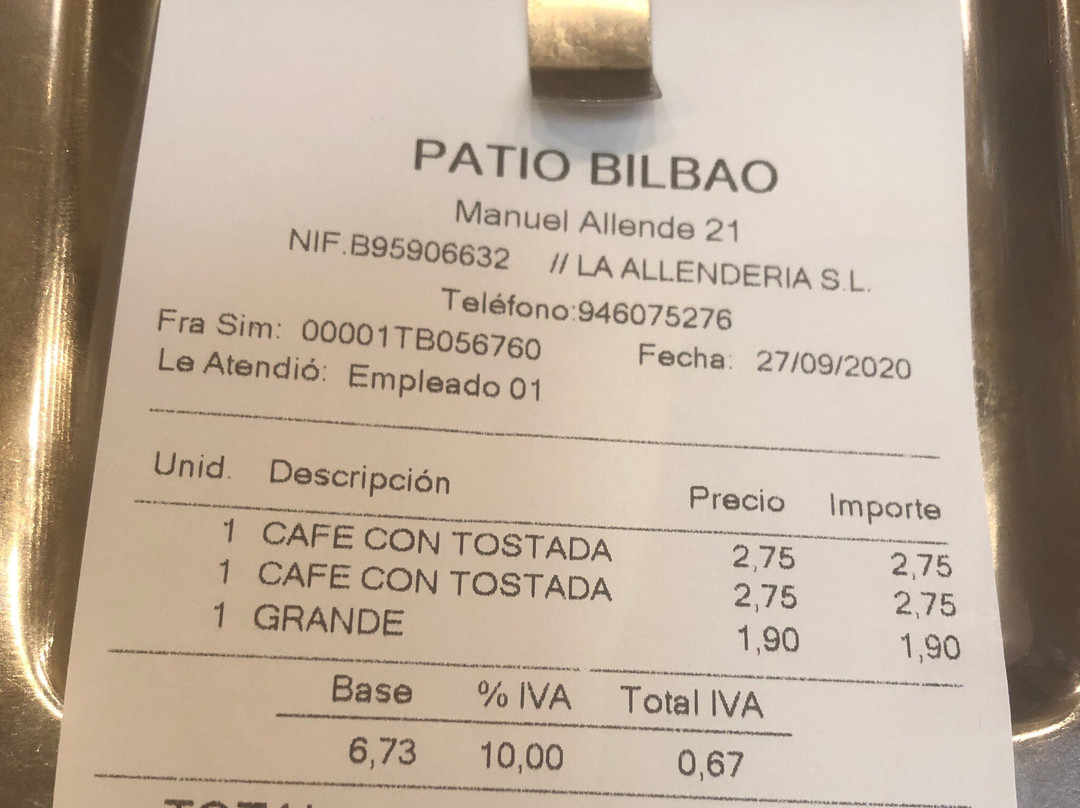 PATIO BILBAO
Manuel Allende 21
NIF.B95906632 // LA ALLENDERIA S.L.
Teléfono:946075276
Fra Sim: 00001TB056760 Fecha: 27/09/2020
Le Atendió: Empleado 01
Unid. Descripción Precio Importe
1 CAFE CON TOSTADA 2,75 2,75
1 CAFE CON TOSTADA 2,75 2,75
1 GRANDE 1,90 1,90
Base % IVA Total IVA
6,73 10,00 0,67